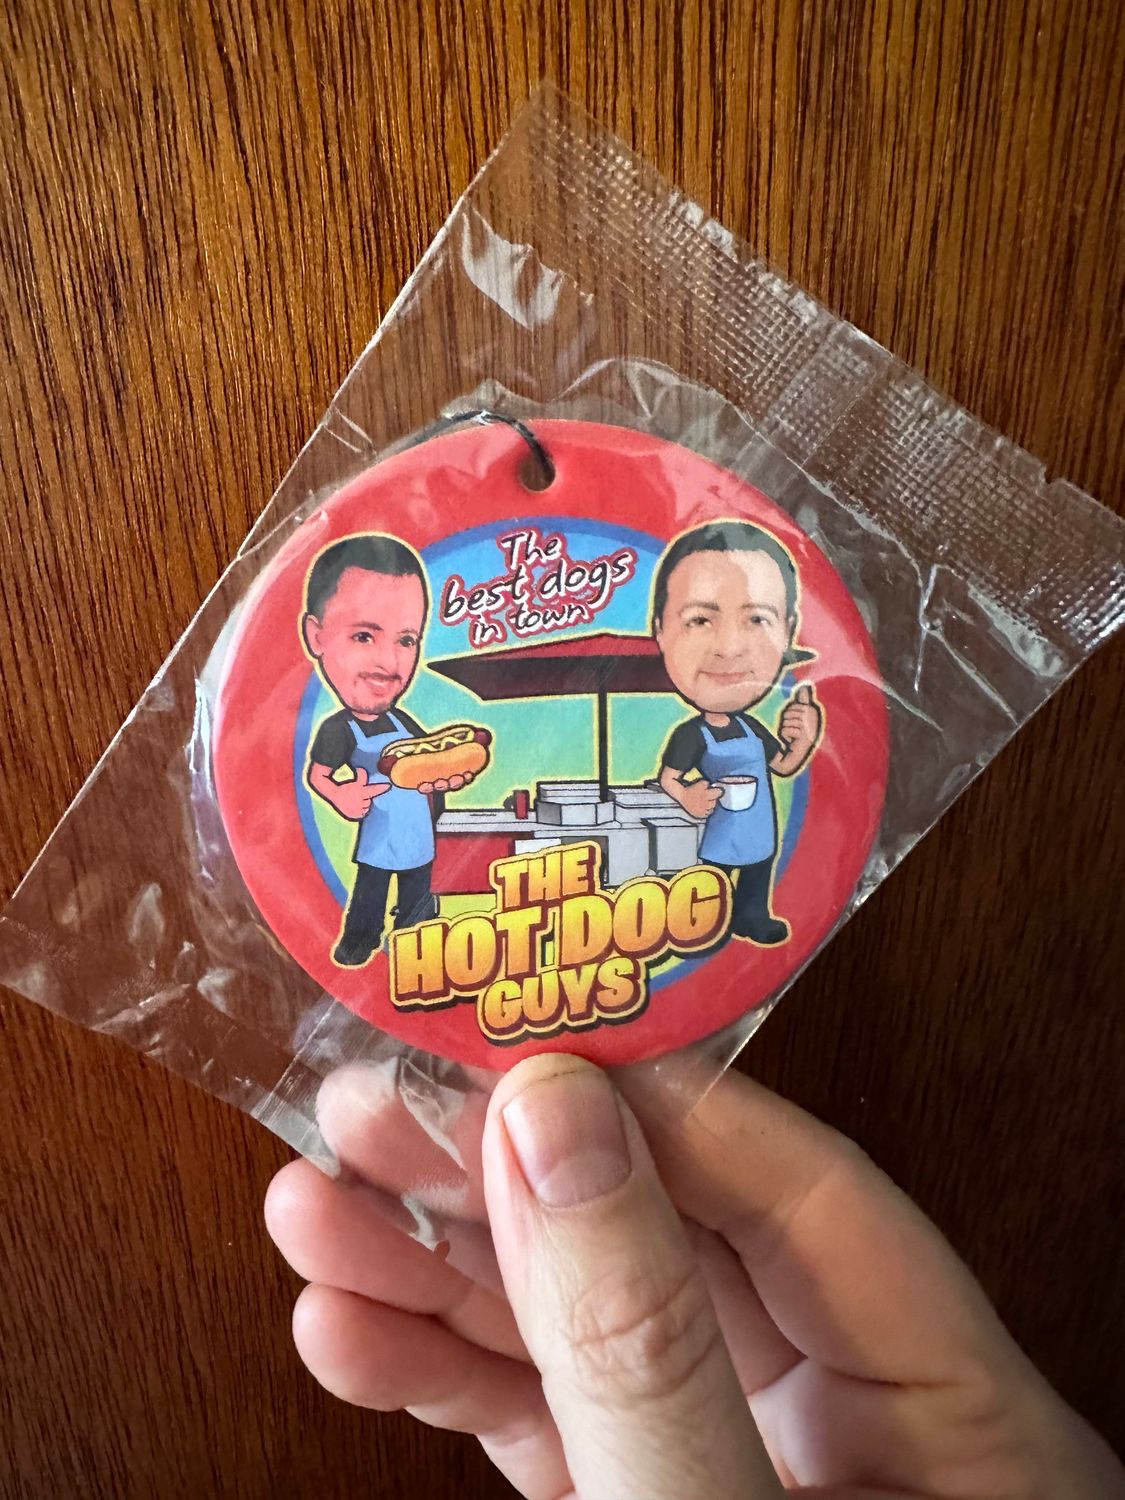 The
best dogs
in town
THE
HOT DOG
GUYS